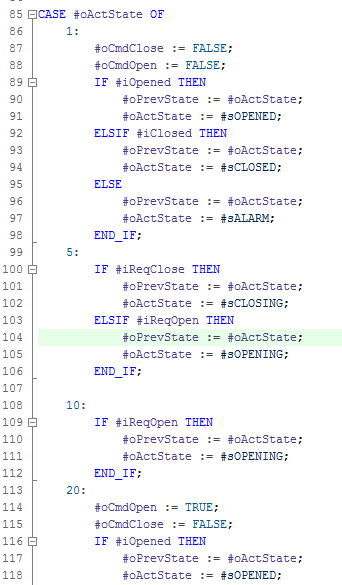 85 CASE #oActState OF
86 1:
87 #oCmdClose := FALSE;
88 #oCmdOpen := FALSE;
89 IF #iOpened THEN
90 #oPrevState := #oActState;
91 #oActState := #sOPENED;
92 ELSIF #iClosed THEN
93 #oPrevState := #oActState;
94 #oActState := #sCLOSED;
95 ELSE
96 #oPrevState := #oActState;
97 #oActState := #sALARM;
98 END_IF;
99 5:
100 IF #iReqClose THEN
101 #oPrevState := #oActState;
102 #oActState := #sCLOSING;
103 ELSIF #iReqOpen THEN
104 #oPrevState := #oActState;
105 #oActState := #sOPENING;
106 END_IF;
107
108 10:
109 IF #iReqOpen THEN
110 #oPrevState := #oActState;
111 #oActState := #sOPENING;
112 END_IF;
113 20:
114 #oCmdOpen := TRUE;
115 #oCmdClose := FALSE;
116 IF #iOpened THEN
117 #oPrevState := #oActState;
118 #oActState := #sOPENED;